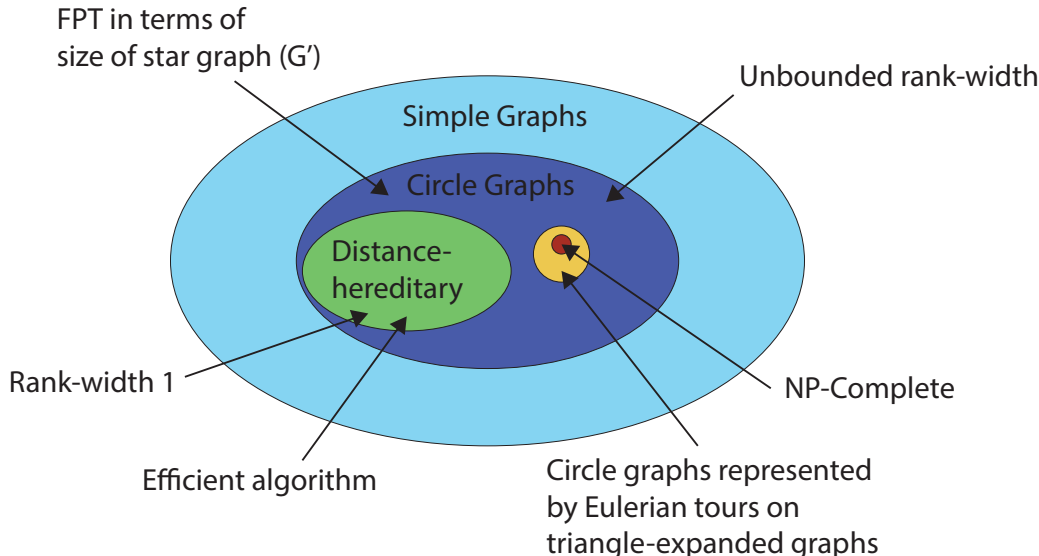 FPT in terms of
size of star graph (G’)
Unbounded rank-width
Simple Graphs
Circle Graphs
Distance-
hereditary
Rank-width 1
NP-Complete
Efficient algorithm
Circle graphs represented
by Eulerian tours on
triangle-expanded graphs